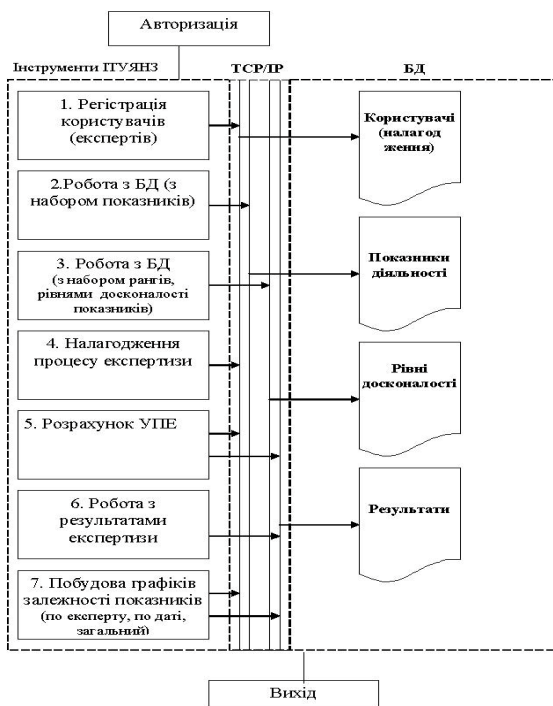 Авторизація
Інструменти ІТУЯНЗ
TCP/IP
БД
1. Регістрація
користувачів
(експертів)
2.Робота з БД (з
набором показників)
3. Робота з БД
(з набором рангів,
рівнями досконалості
показників)
4. Налагодження
процесу експертизи
5. Розрахунок УПЕ
6. Робота з
результатами
експертизи
7. Побудова графіків
залежності показників
(по експерту, по даті,
загальний)
Користувачі
(налагод
ження)
Показники
діяльності
Рівні
досконалості
Результати
Вихід